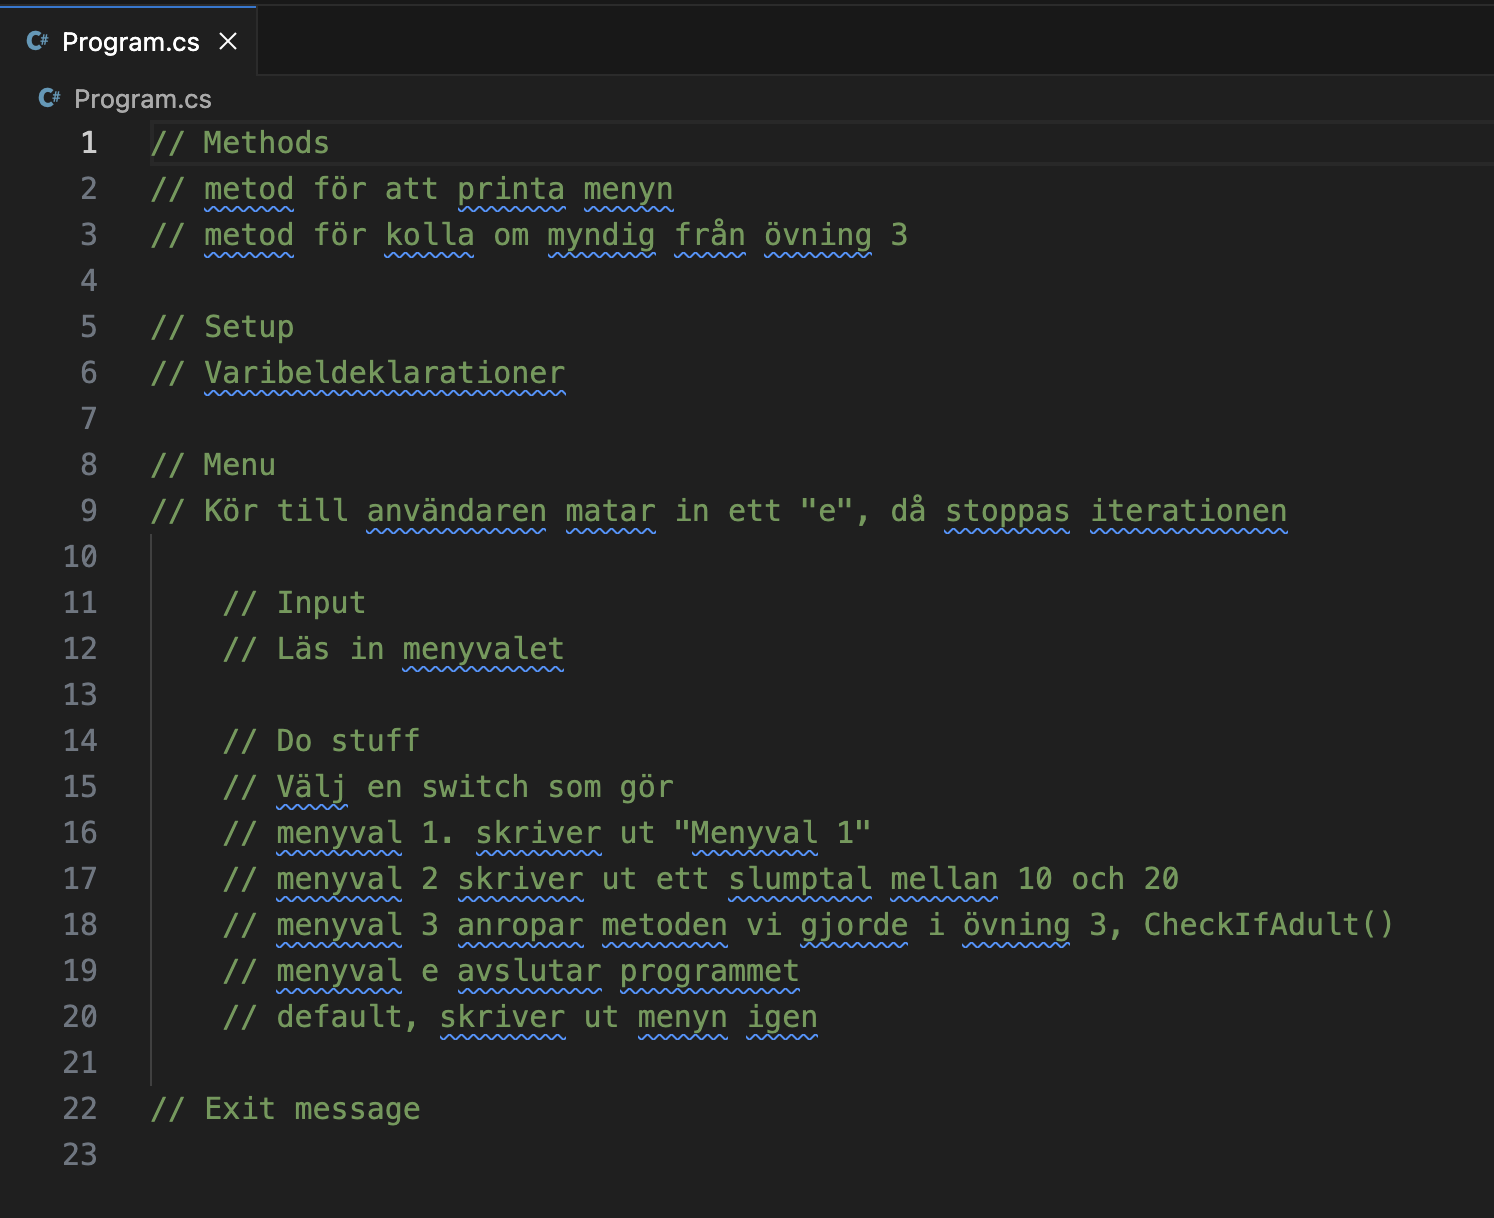 C# Program.cs ×
C# Program.cs
1 // Methods
2 // metod för att printa menyn
3 // metod för kolla om myndig från övning 3
4
5 // Setup
6 // Varibeldeklarationer
7
8 // Menu
9 // Kör till användaren matar in ett "e", då stoppas iterationen
10
11 // Input
12 // Läs in menyvalet
13
14 // Do stuff
15 // Välj en switch som gör
16 // menyval 1. skriver ut "Menyval 1"
17 // menyval 2 skriver ut ett slumptal mellan 10 och 20
18 // menyval 3 anropar metoden vi gjorde i övning 3, CheckIfAdult()
19 // menyval e avslutar programmet
20 // default, skriver ut menyn igen
21
22 // Exit message
23